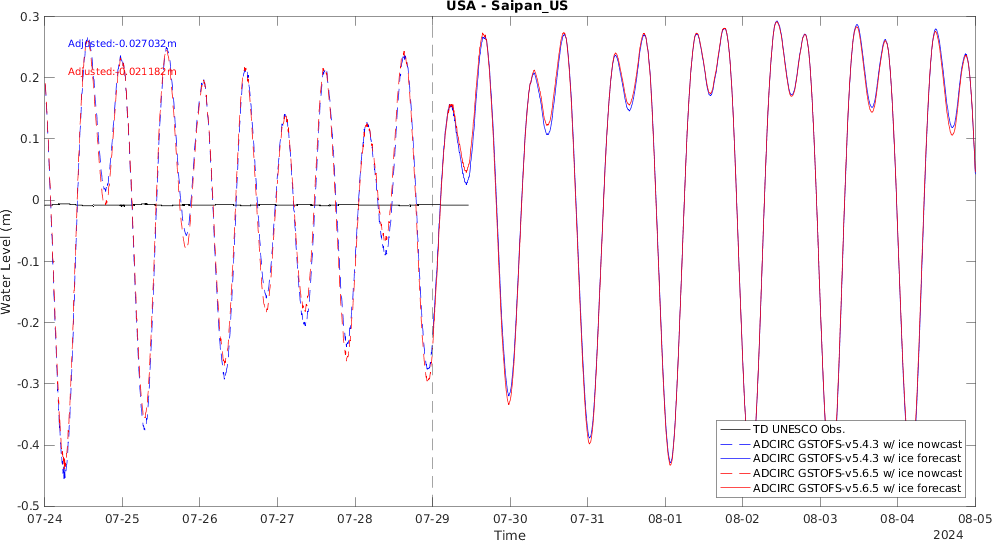 USA - Saipan_US
Adjusted:-0.027032m
Adjusted:-0.021182m
0.3
0.2
0.1
0
-0.1
-0.2
-0.3
-0.4
-0.5
Water Level (m)
TD UNESCO Obs.
ADCIRC GSTOFS-v5.4.3 w/ ice nowcast
ADCIRC GSTOFS-v5.4.3 w/ ice forecast
ADCIRC GSTOFS-v5.6.5 w/ ice nowcast
ADCIRC GSTOFS-v5.6.5 w/ ice forecast
07-24 07-25 07-26 07-27 07-28 07-29 07-30 07-31 08-01 08-02 08-03 08-04 08-05
Time
2024